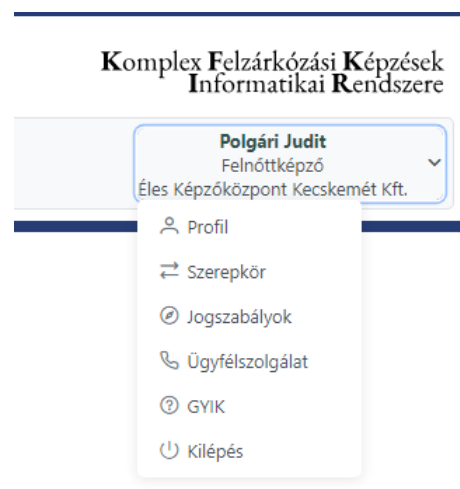 Komplex Felzárkózási Képzések
Informatikai Rendszere
Polgári Judit
Felnőttképző
Éles Képzőközpont Kecskemét Kft.
Profil
Szerepkör
Jogszabályok
Ügyfélszolgálat
GYIK
Kilépés